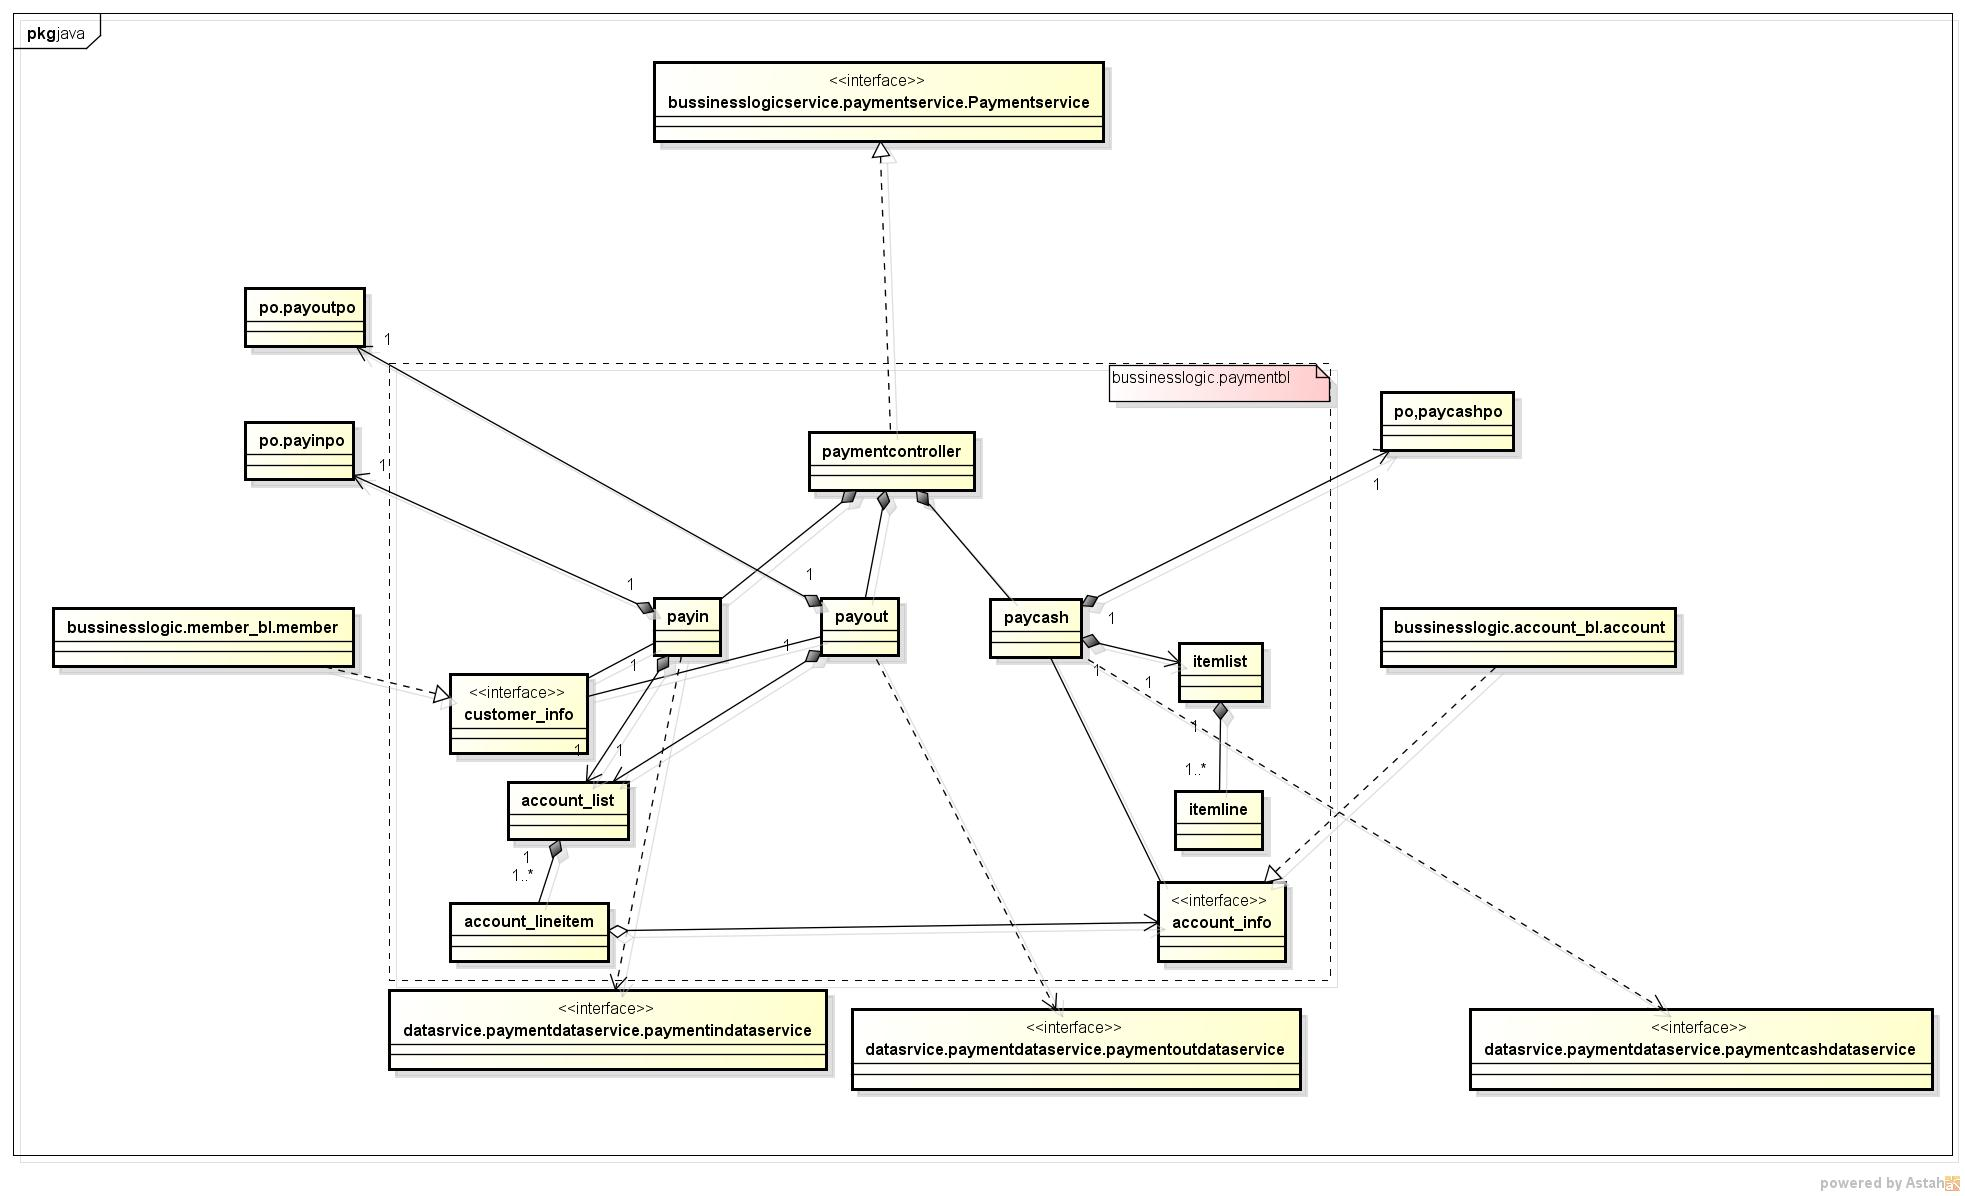 pkgjava
<<interface>>
bussinesslogicservice.paymentservice.Paymentservice
po.payoutpo
1
bussinesslogic.paymentbl
po,paycashpo
po.payinpo
1
paymentcontroller
1
1
1
payin
payout
paycash
1
bussinesslogic.member_bl.member
bussinesslogic.account_bl.account
1
1
1
1
itemlist
<<interface>>
customer_info
1
1
1
1..*
account_list
itemline
1
1..*
<<interface>>
account_info
account_lineitem
<<interface>>
datasrvice.paymentdataservice.paymentindataservice
<<interface>>
datasrvice.paymentdataservice.paymentoutdataservice
<<interface>>
datasrvice.paymentdataservice.paymentcashdataservice
powered by Astah